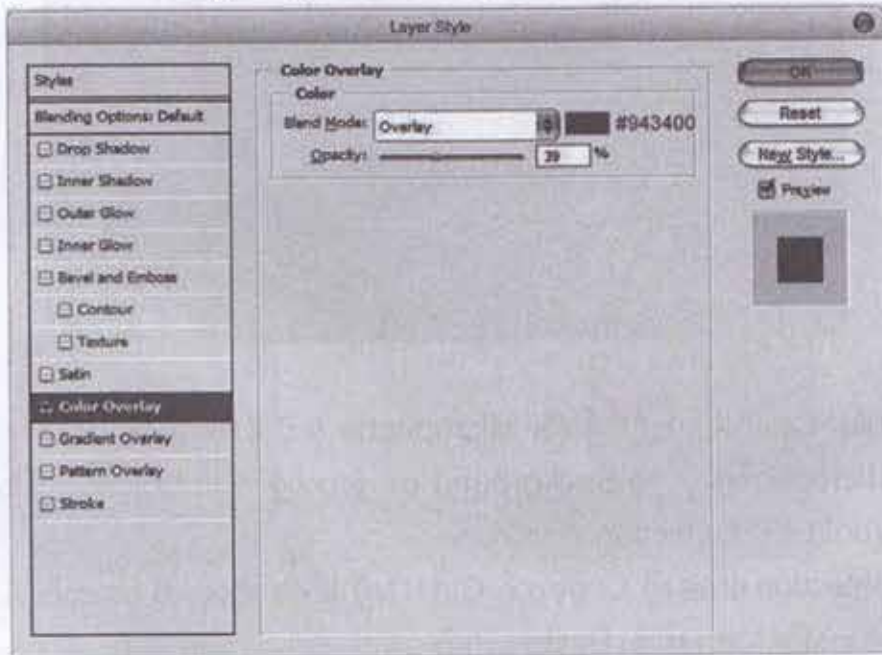 Layer Style
Styles
Blending Options: Default
Drop Shadow
Inner Shadow
Outer Glow
Inner Glow
Bevel and Emboss
Contour
Texture
Satin
Color Overlay
Gradient Overlay
Pattern Overlay
Stroke
Color Overlay
Color
Blend Mode: Overlay #943400
Opacity: 39 %
OK
Reset
New Style...
Preview